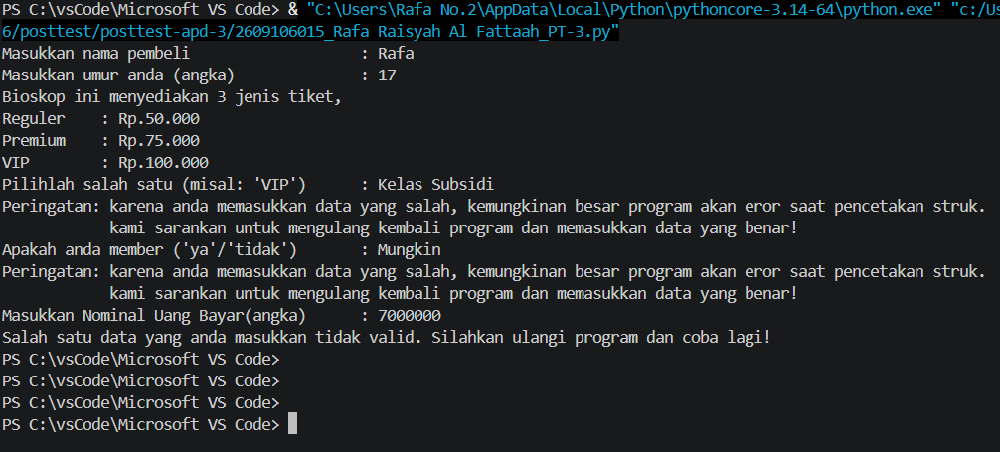 PS C:\vsCode\Microsoft VS Code> & "C:\Users\Rafa No.2\AppData\Local\Python\pythoncore-3.14-64\python.exe" "c:/Us
6/posttest/posttest-apd-3/2609106015_Rafa Raisyah Al Fattaah_PT-3.py"
Masukkan nama pembeli : Rafa
Masukkan umur anda (angka) : 17
Bioskop ini menyediakan 3 jenis tiket,
Reguler : Rp.50.000
Premium : Rp.75.000
VIP : Rp.100.000
Pilihlah salah satu (misal: 'VIP') : Kelas Subsidi
Peringatan: karena anda memasukkan data yang salah, kemungkinan besar program akan eror saat pencetakan struk.
kami sarankan untuk mengulang kembali program dan memasukkan data yang benar!
Apakah anda member ('ya'/'tidak') : Mungkin
Peringatan: karena anda memasukkan data yang salah, kemungkinan besar program akan eror saat pencetakan struk.
kami sarankan untuk mengulang kembali program dan memasukkan data yang benar!
Masukkan Nominal Uang Bayar(angka) : 7000000
Salah satu data yang anda masukkan tidak valid. Silahkan ulangi program dan coba lagi!
PS C:\vsCode\Microsoft VS Code>
PS C:\vsCode\Microsoft VS Code>
PS C:\vsCode\Microsoft VS Code>
PS C:\vsCode\Microsoft VS Code>